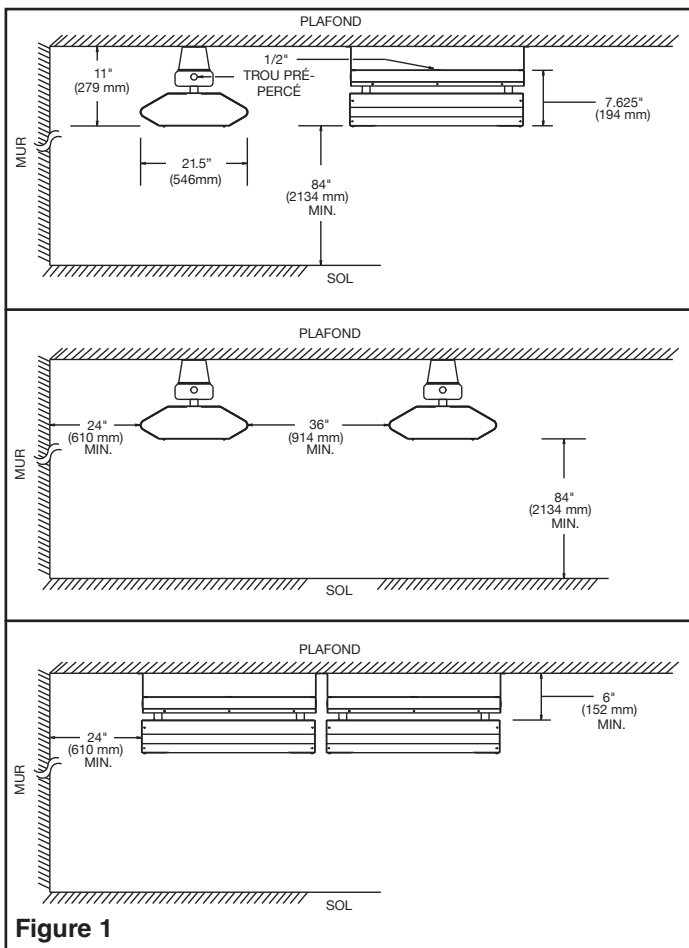 PLAFOND
11"
(279 mm)
1/2"
TROU PRÉ-
PERCÉ
7.625"
(194 mm)
MUR
21.5"
(546mm)
84"
(2134 mm)
MIN.
SOL
PLAFOND
24"
(610 mm)
MIN.
36"
(914 mm)
MIN.
MUR
84"
(2134 mm)
MIN.
SOL
PLAFOND
6"
(152 mm)
MIN.
24"
(610 mm)
MIN.
MUR
SOL
Figure 1